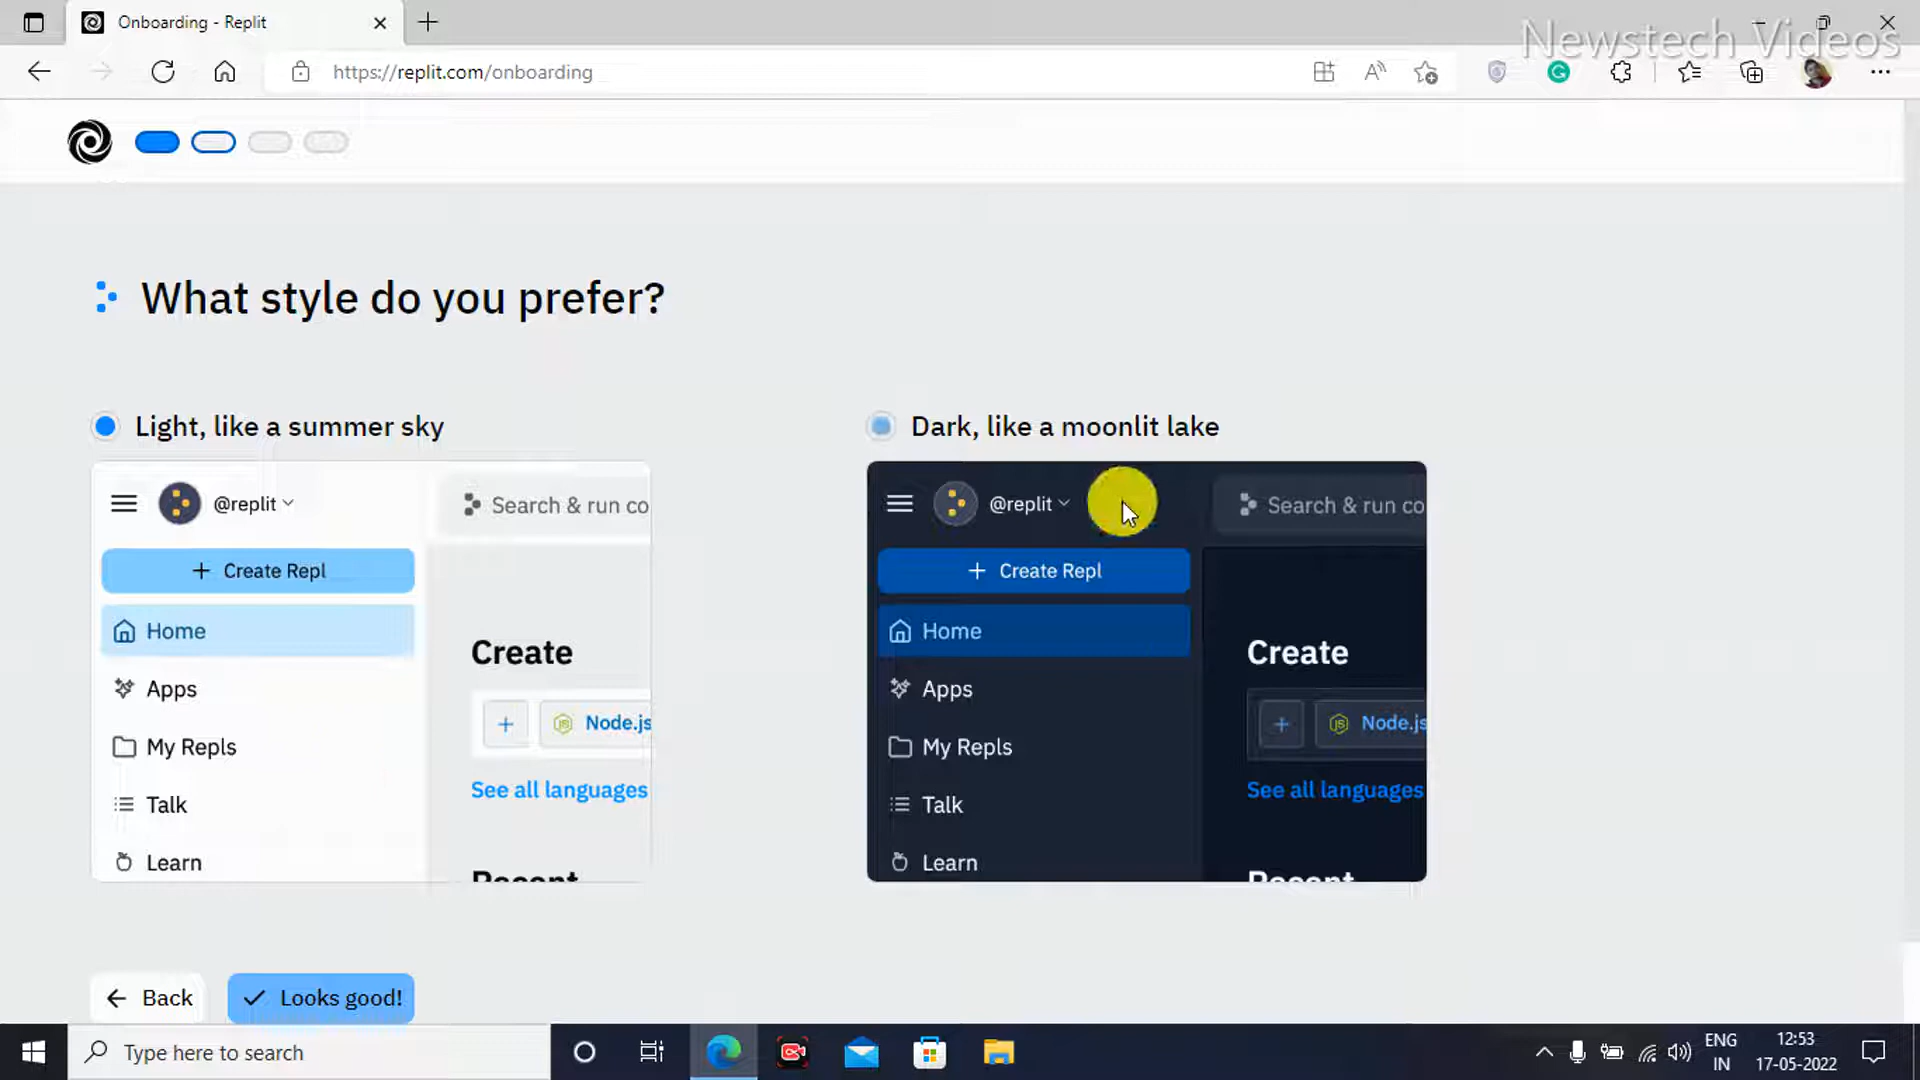 Onboarding - Replit
Newstech Videos
https://replit.com/onboarding
What style do you prefer?
Light, like a summer sky
@replit
Search & run co
+ Create Repl
Home
Apps
My Repls
Talk
Learn
Create
+
Node.js
See all languages
Recent
Dark, like a moonlit lake
@replit
Search & run co
+ Create Repl
Home
Apps
My Repls
Talk
Learn
Create
+
Node.js
See all languages
Recent
Back
Looks good!
Type here to search
ENG
IN
12:53
17-05-2022